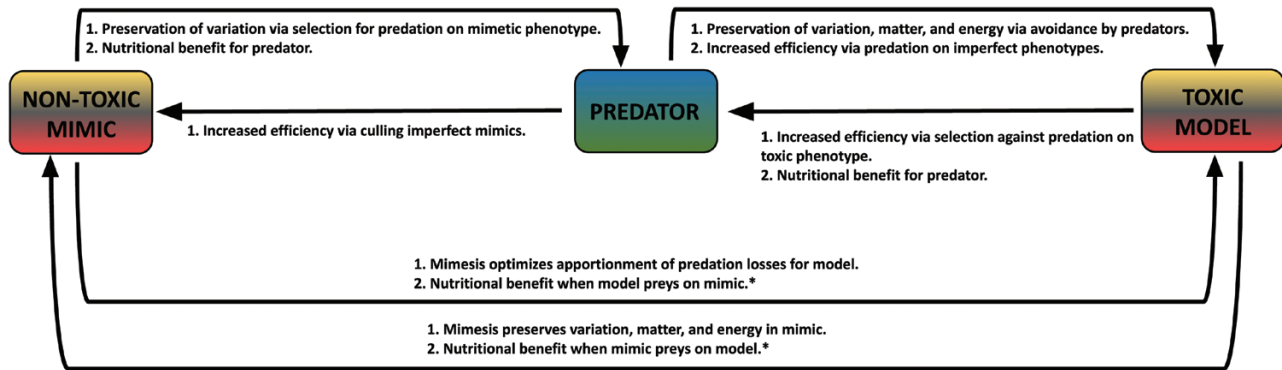 1. Preservation of variation via selection for predation on mimetic phenotype.
2. Nutritional benefit for predator.
1. Preservation of variation, matter, and energy via avoidance by predators.
2. Increased efficiency via predation on imperfect phenotypes.
NON-TOXIC
MIMIC
PREDATOR
TOXIC
MODEL
1. Increased efficiency via culling imperfect mimics.
1. Increased efficiency via selection against predation on
toxic phenotype.
2. Nutritional benefit for predator.
1. Mimesis optimizes apportionment of predation losses for model.
2. Nutritional benefit when model preys on mimic.*
1. Mimesis preserves variation, matter, and energy in mimic.
2. Nutritional benefit when mimic preys on model.*